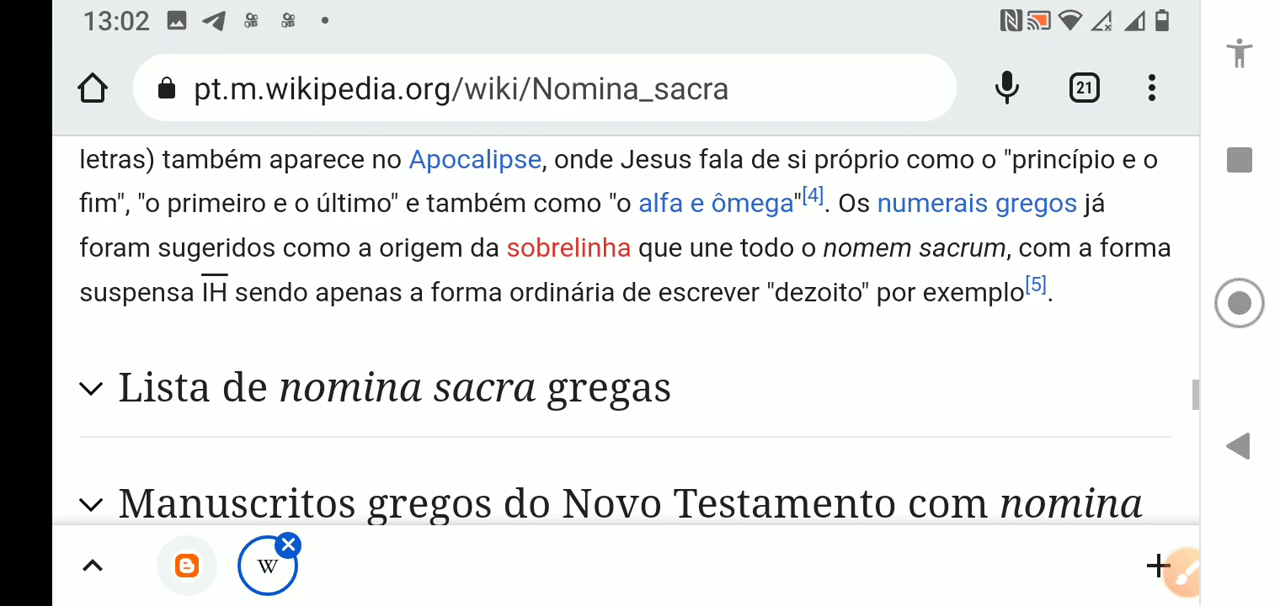 13:02
pt.m.wikipedia.org/wiki/Nomina_sacra
21
letras) também aparece no Apocalipse, onde Jesus fala de si próprio como o "princípio e o
fim", "o primeiro e o último" e também como "o alfa e ômega"[4]. Os numerais gregos já
foram sugeridos como a origem da sobrelinha que une todo o nomem sacrum, com a forma
suspensa I̅H̅ sendo apenas a forma ordinária de escrever "dezoito" por exemplo[5].
Lista de nomina sacra gregas
Manuscritos gregos do Novo Testamento com nomina
W